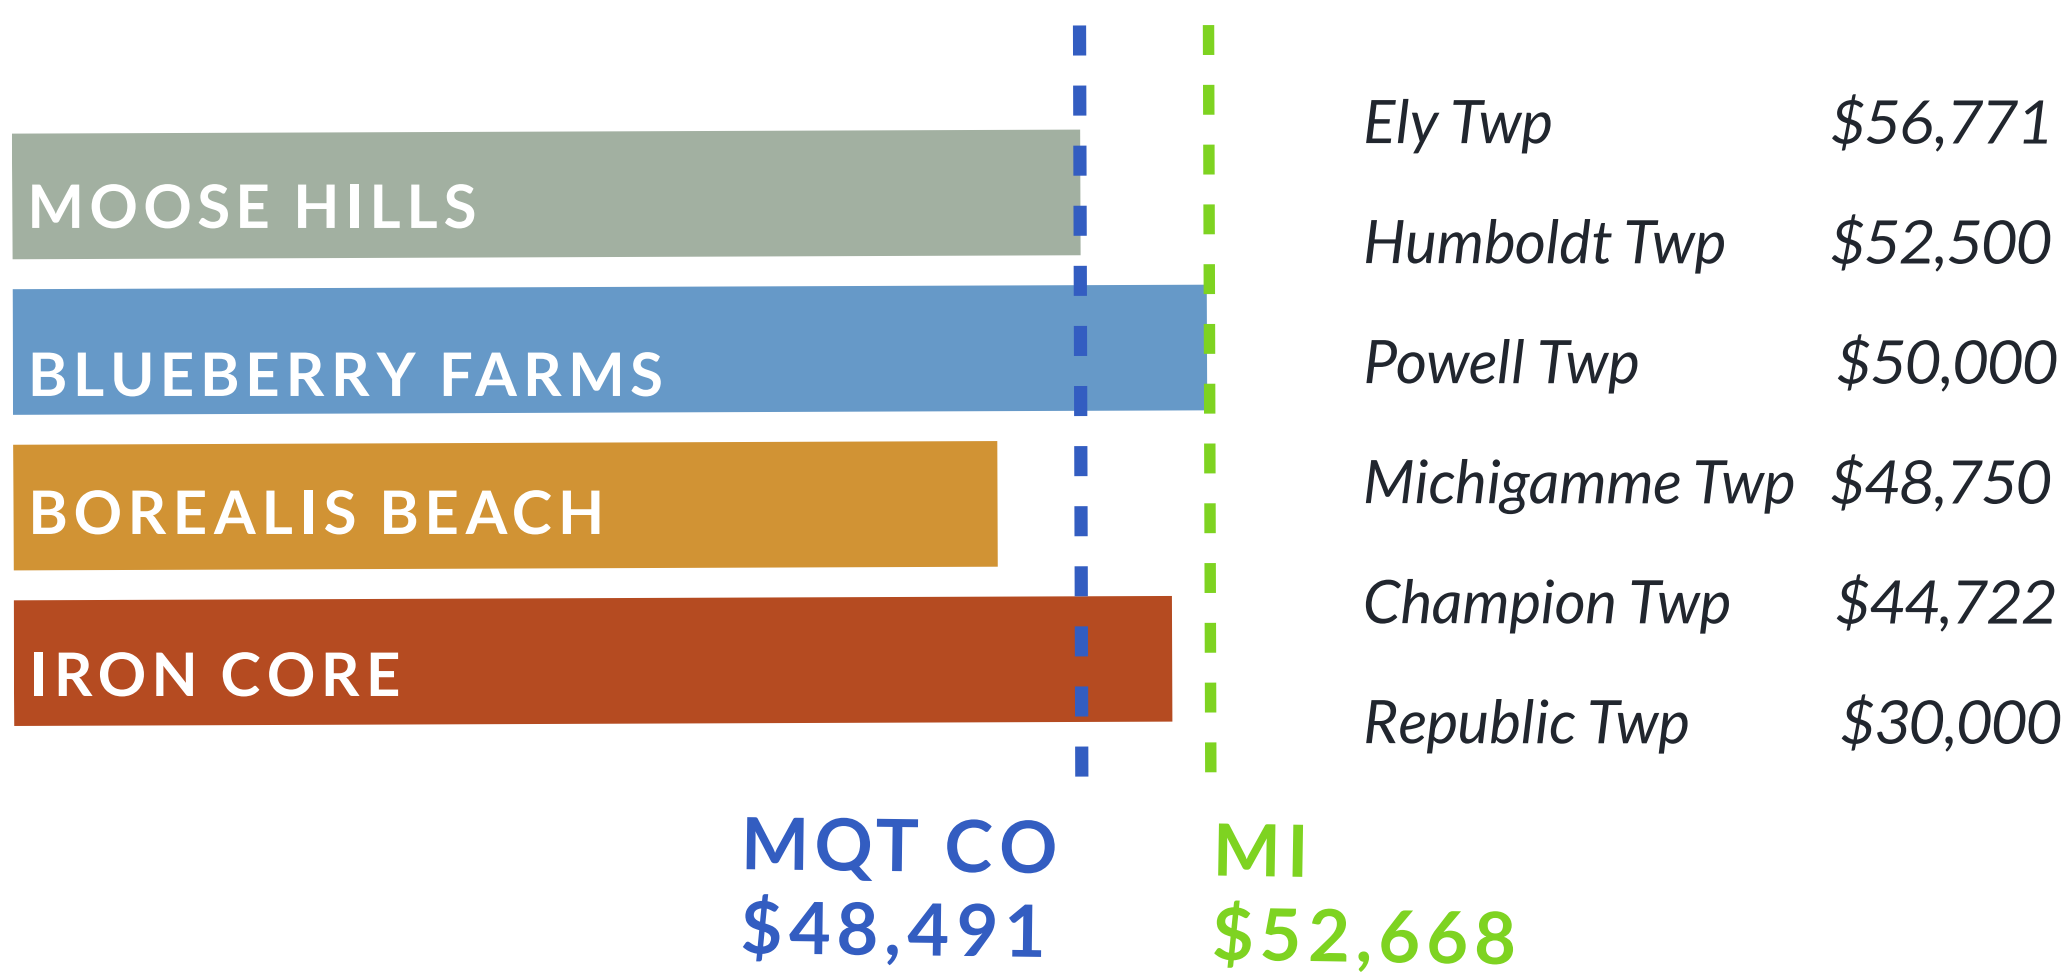 MOOSE HILLS
BLUEBERRY FARMS
BOREALIS BEACH
IRON CORE
Ely Twp $56,771
Humboldt Twp $52,500
Powell Twp $50,000
Michigamme Twp $48,750
Champion Twp $44,722
Republic Twp $30,000
MQT CO
$48,491
MI
$52,668